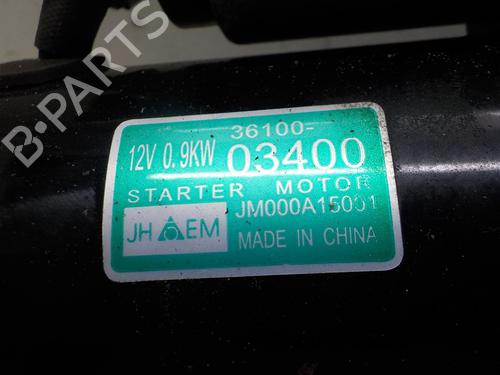 36100-
12V 0.9KW 03400
STARTER MOTOR
JM000A15001
JH EM
MADE IN CHINA
B-PARTS